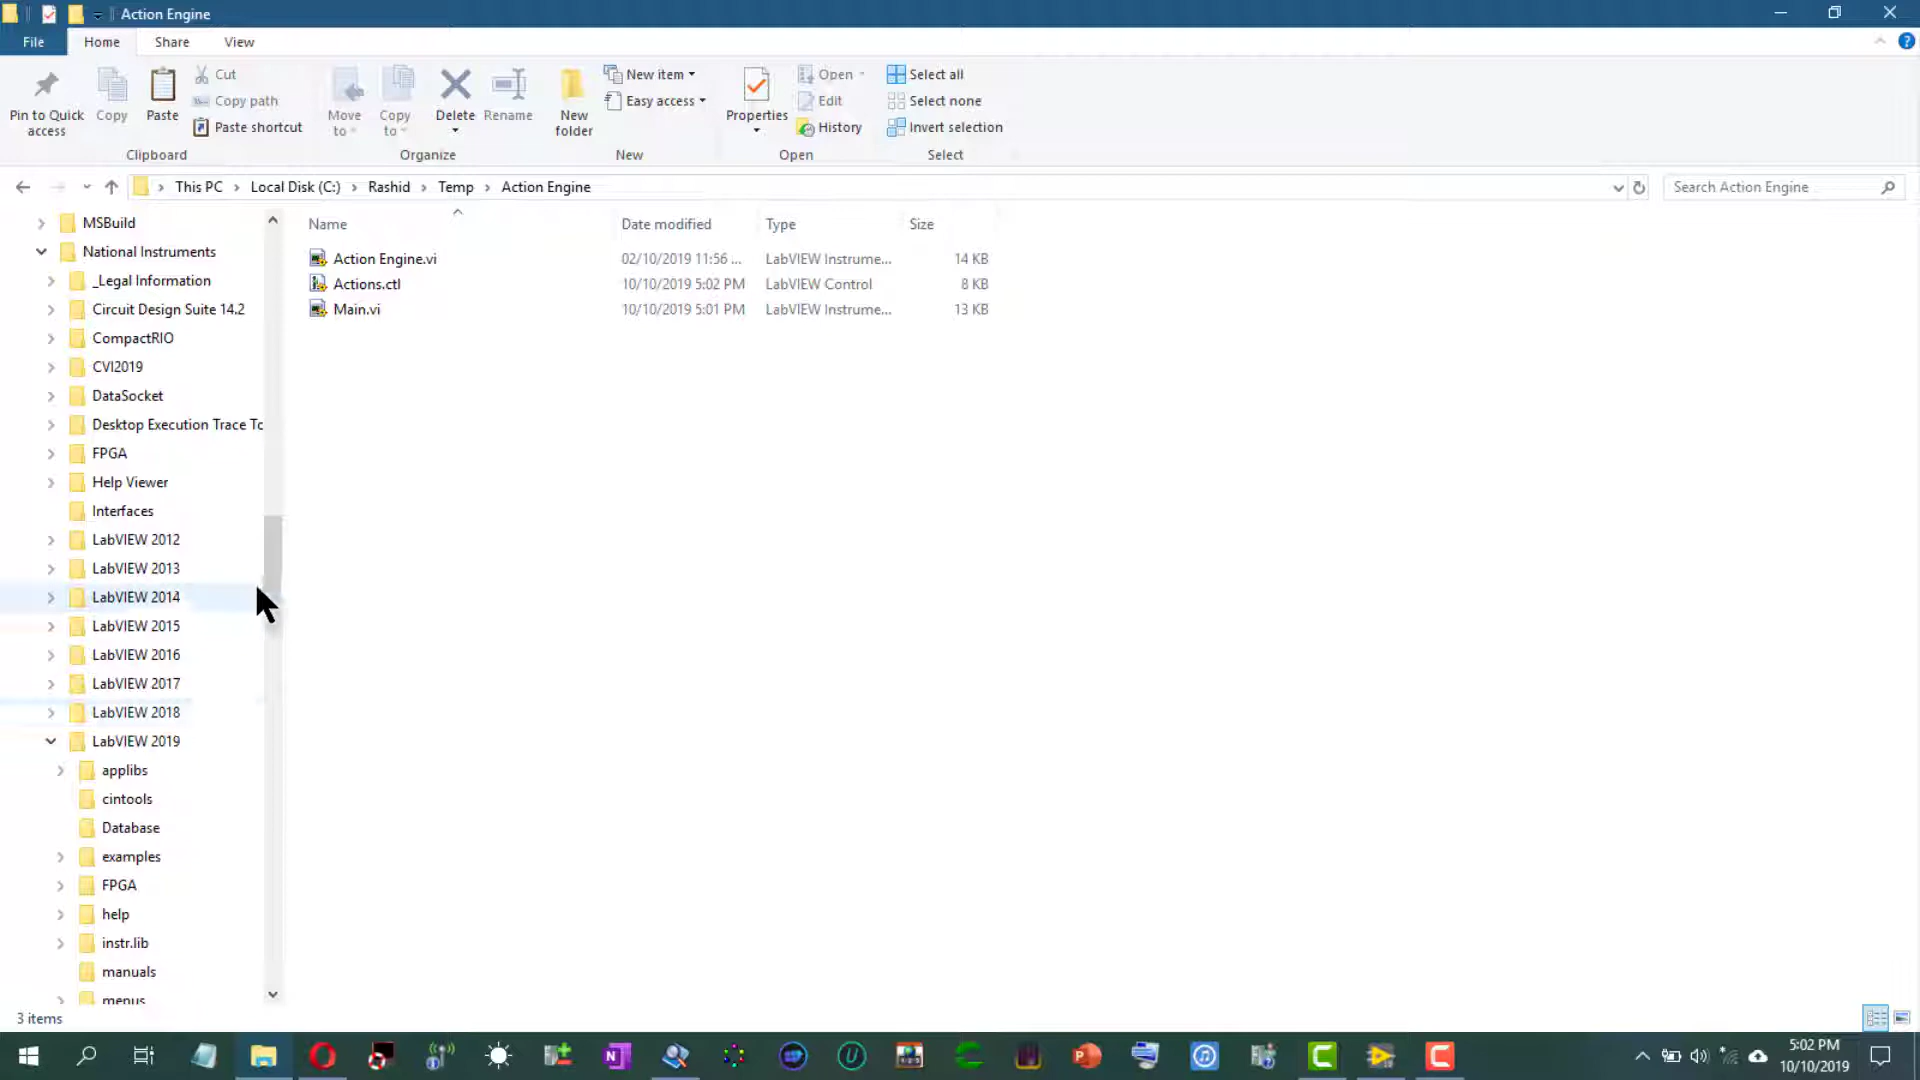 Action Engine
File Home Share View
Pin to Quick access
Copy
Paste
Cut
Copy path
Paste shortcut
Clipboard
Move to
Copy to
Delete
Rename
Organize
New folder
New item
Easy access
New
Properties
Open
Edit
History
Open
Select all
Select none
Invert selection
Select
This PC Local Disk (C:) Rashid Temp Action Engine
Search Action Engine
MSBuild
National Instruments
_Legal Information
Circuit Design Suite 14.2
CompactRIO
CVI2019
DataSocket
Desktop Execution Trace Tc
FPGA
Help Viewer
Interfaces
LabVIEW 2012
LabVIEW 2013
LabVIEW 2014
LabVIEW 2015
LabVIEW 2016
LabVIEW 2017
LabVIEW 2018
LabVIEW 2019
applibs
cintools
Database
examples
FPGA
help
instr.lib
manuals
menus
Name Date modified Type Size
Action Engine.vi 02/10/2019 11:56 ... LabVIEW Instrume... 14 KB
Actions.ctl 10/10/2019 5:02 PM LabVIEW Control 8 KB
Main.vi 10/10/2019 5:01 PM LabVIEW Instrume... 13 KB
3 items
5:02 PM
10/10/2019